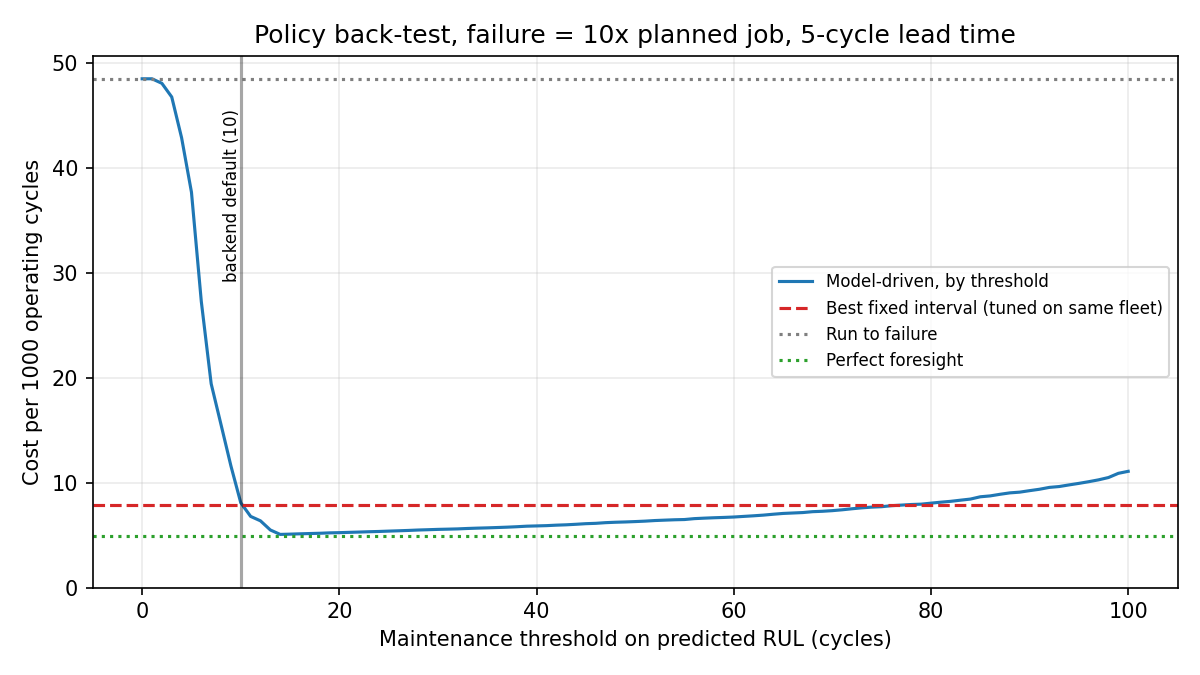 Policy back-test, failure = 10x planned job, 5-cycle lead time
Cost per 1000 operating cycles
50
40
30
20
10
0
backend default (10)
Model-driven, by threshold
Best fixed interval (tuned on same fleet)
Run to failure
Perfect foresight
0
20
40
60
80
100
Maintenance threshold on predicted RUL (cycles)